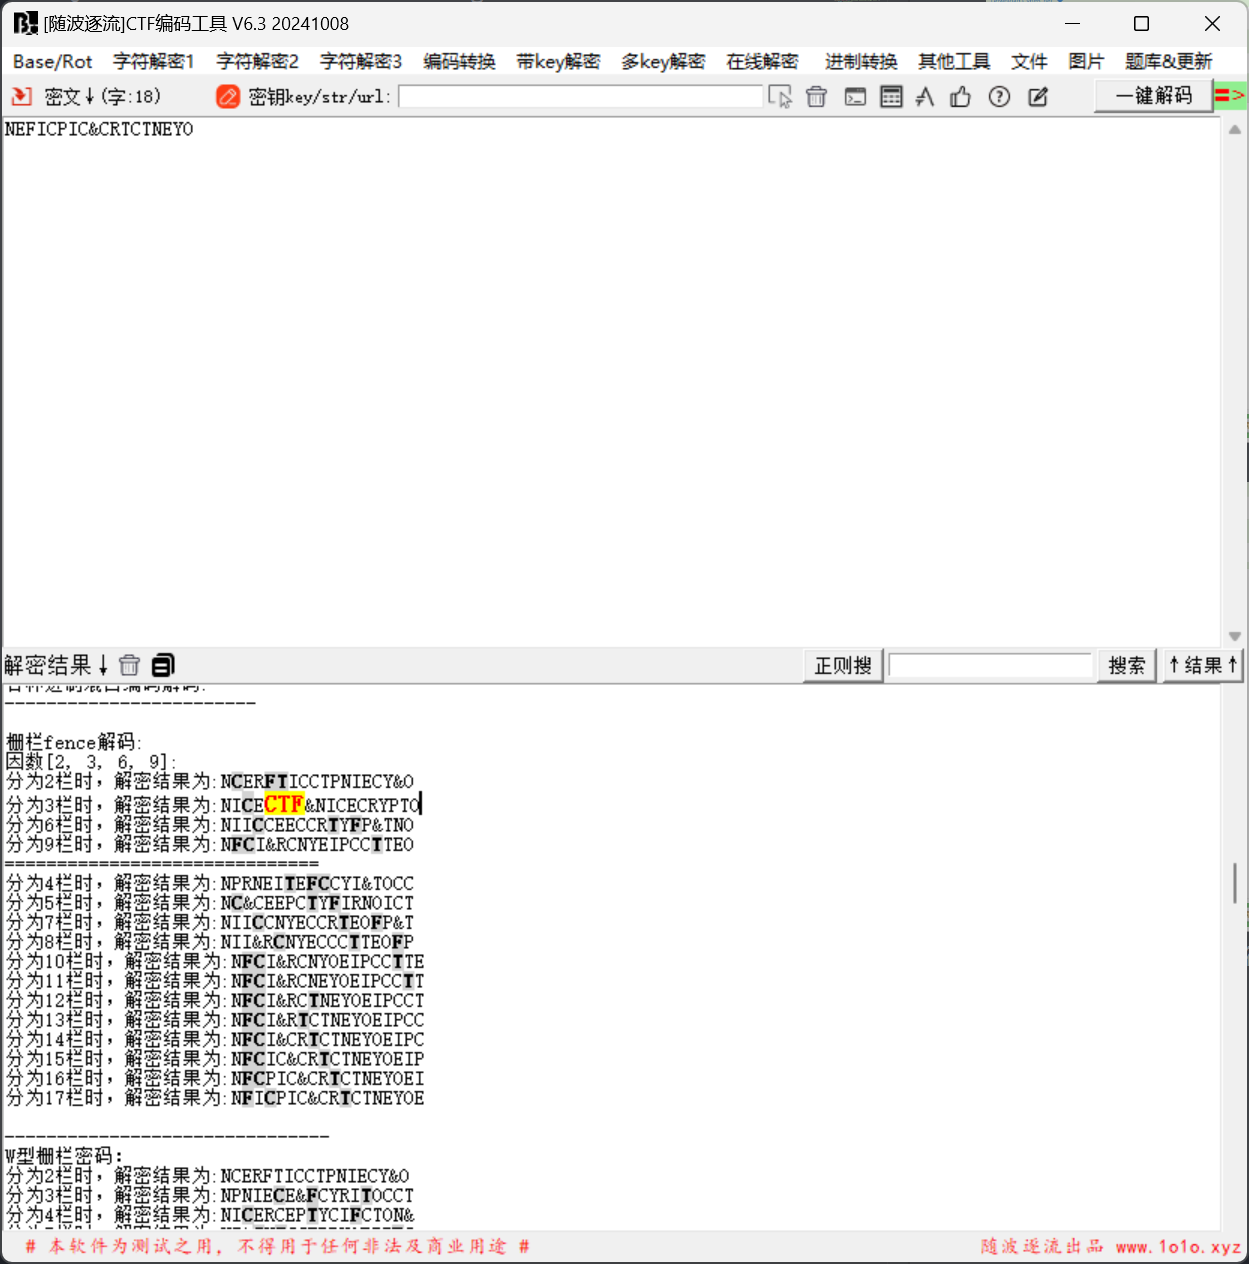 [随波逐流]CTF编码工具 V6.3 20241008
Base/Rot 字符解密1 字符解密2 字符解密3 编码转换 带key解密 多key解密 在线解密 进制转换 其他工具 文件 图片 题库&更新
密文↓(字:18) 密钥key/str/url: 一键解码 =>
NEFICPIC&CRTCTNEYO
解密结果↓ 正则搜 搜索 ↑结果↑
------------------------
栅栏fence解码:
因数[2, 3, 6, 9]:
分为2栏时，解密结果为:NCERFTICCTPNIECY&O
分为3栏时，解密结果为:NICECTF&NICECRYPTO
分为6栏时，解密结果为:NIICCEECCRTYFP&TNO
分为9栏时，解密结果为:NFCI&RCNYEIPCCTTEO
==============================
分为4栏时，解密结果为:NPRNEITEFCCYI&TOCC
分为5栏时，解密结果为:NC&CEEPCTYFIRNOICT
分为7栏时，解密结果为:NIICCNYECCRTEOFP&T
分为8栏时，解密结果为:NII&RCNYECCCTTEOFP
分为10栏时，解密结果为:NFCI&RCNYOEIPCCTTE
分为11栏时，解密结果为:NFCI&RCNEYOEIPCCTT
分为12栏时，解密结果为:NFCI&RCTNEYOEIPCCT
分为13栏时，解密结果为:NFCI&RTCTNEYOEIPCC
分为14栏时，解密结果为:NFCI&CRTCTNEYOEIPC
分为15栏时，解密结果为:NFCIC&CRTCTNEYOEIP
分为16栏时，解密结果为:NFCPIC&CRTCTNEYOEI
分为17栏时，解密结果为:NFICPIC&CRTCTNEYOE
-------------------------------
W型栅栏密码:
分为2栏时，解密结果为:NCERFTICCTPNIECY&O
分为3栏时，解密结果为:NPNIECE&FCYRITOCCT
分为4栏时，解密结果为:NICERCEPTYCIFCTON&
# 本软件为测试之用，不得用于任何非法及商业用途 # 随波逐流出品 www.1o1o.xyz